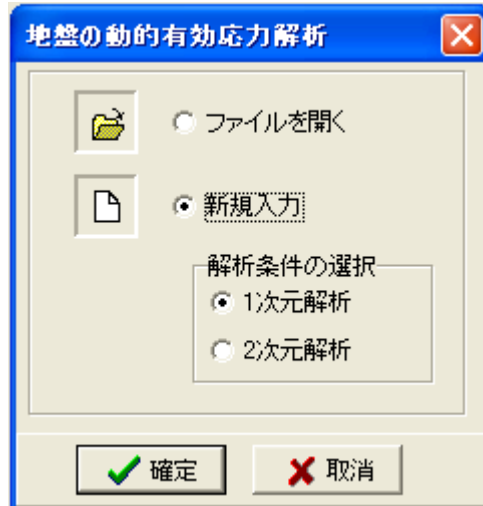 地盤の動的有効応力解析
ファイルを開く
新規入力
解析条件の選択
1次元解析
2次元解析
確定
取消